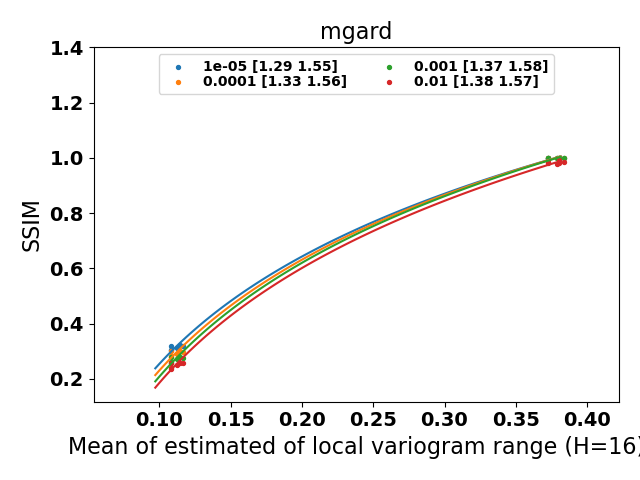 mgard
1e-05 [1.29 1.55]
0.0001 [1.33 1.56]
0.001 [1.37 1.58]
0.01 [1.38 1.57]
SSIM
1.4
1.2
1.0
0.8
0.6
0.4
0.2
0.10 0.15 0.20 0.25 0.30 0.35 0.40
Mean of estimated of local variogram range (H=16)